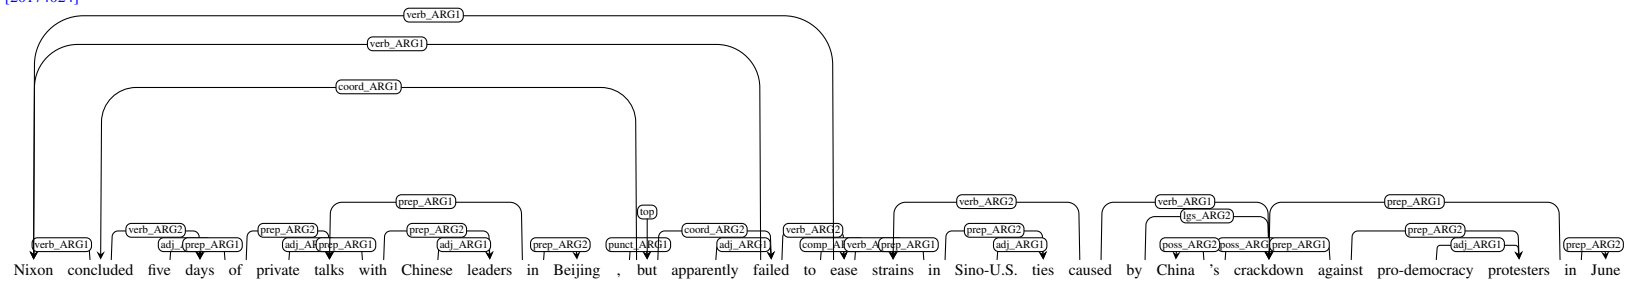 verb_ARG1
verb_ARG1
coord_ARG1
prep_ARG1 verb_ARG2 verb_ARG1 prep_ARG1
top lgs_ARG2
verb_ARG2 prep_ARG2 prep_ARG2 coord_ARG2 verb_ARG2 prep_ARG2 prep_ARG2
verb_ARG1 prep_ARG1 prep_ARG1 adj_ARG1 prep_ARG2 punct_ARG1 adj_ARG1 prep_ARG1 adj_ARG1 poss_ARG2 prep_ARG1 adj_ARG1 prep_ARG2
Nixon concluded five days of private talks with Chinese leaders in Beijing , but apparently failed to ease strains in Sino-U.S. ties caused by China 's crackdown against pro-democracy protesters in June